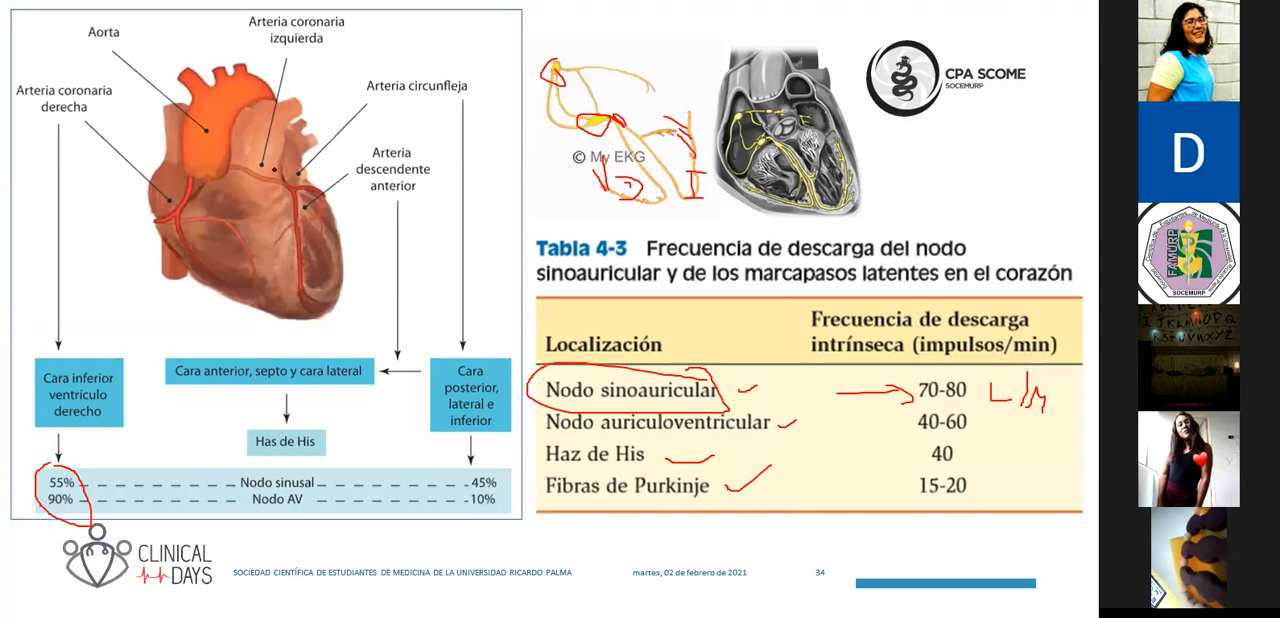 Aorta
Arteria coronaria
izquierda
Arteria coronaria
derecha
Arteria circunfleja
Arteria
descendente
anterior
Cara inferior
ventrículo
derecho
Cara anterior, septo y cara lateral
Cara
posterior,
lateral e
inferior
Has de His
55% Nodo sinusal 45%
90% Nodo AV 10%
© My EKG
CPA SCOME
SOCEMURP
Tabla 4-3 Frecuencia de descarga del nodo
sinoauricular y de los marcapasos latentes en el corazón
Localización
Frecuencia de descarga
intrínseca (impulsos/min)
Nodo sinoauricular 70-80
Nodo auriculoventricular 40-60
Haz de His 40
Fibras de Purkinje 15-20
CLINICAL
DAYS
SOCIEDAD CIENTÍFICA DE ESTUDIANTES DE MEDICINA DE LA UNIVERSIDAD RICARDO PALMA
martes, 02 de febrero de 2021
34
D
FAMURP
SOCEMURP